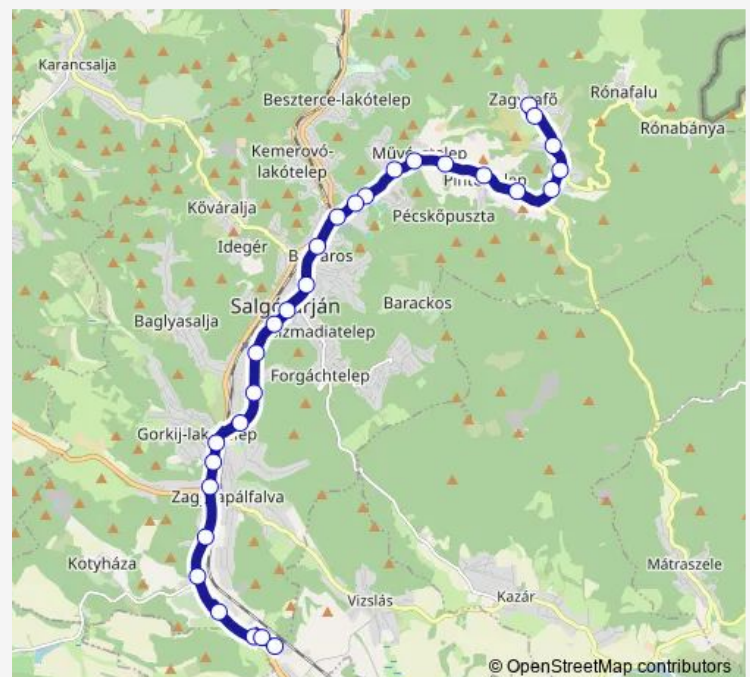 Karancsalja
Rónafalu
Beszterce-lakótelep
Rónabánya
Kemerovó-
lakótelep
Kőváralja
Pécskőpuszta
Idegér
Salgótarján
Barackos
Baglyasalja
Forgáchtelep
Zagyvapálfalva
Kotyháza
Mátraszele
Vizslás
Kazár
© OpenStreetMap contributors